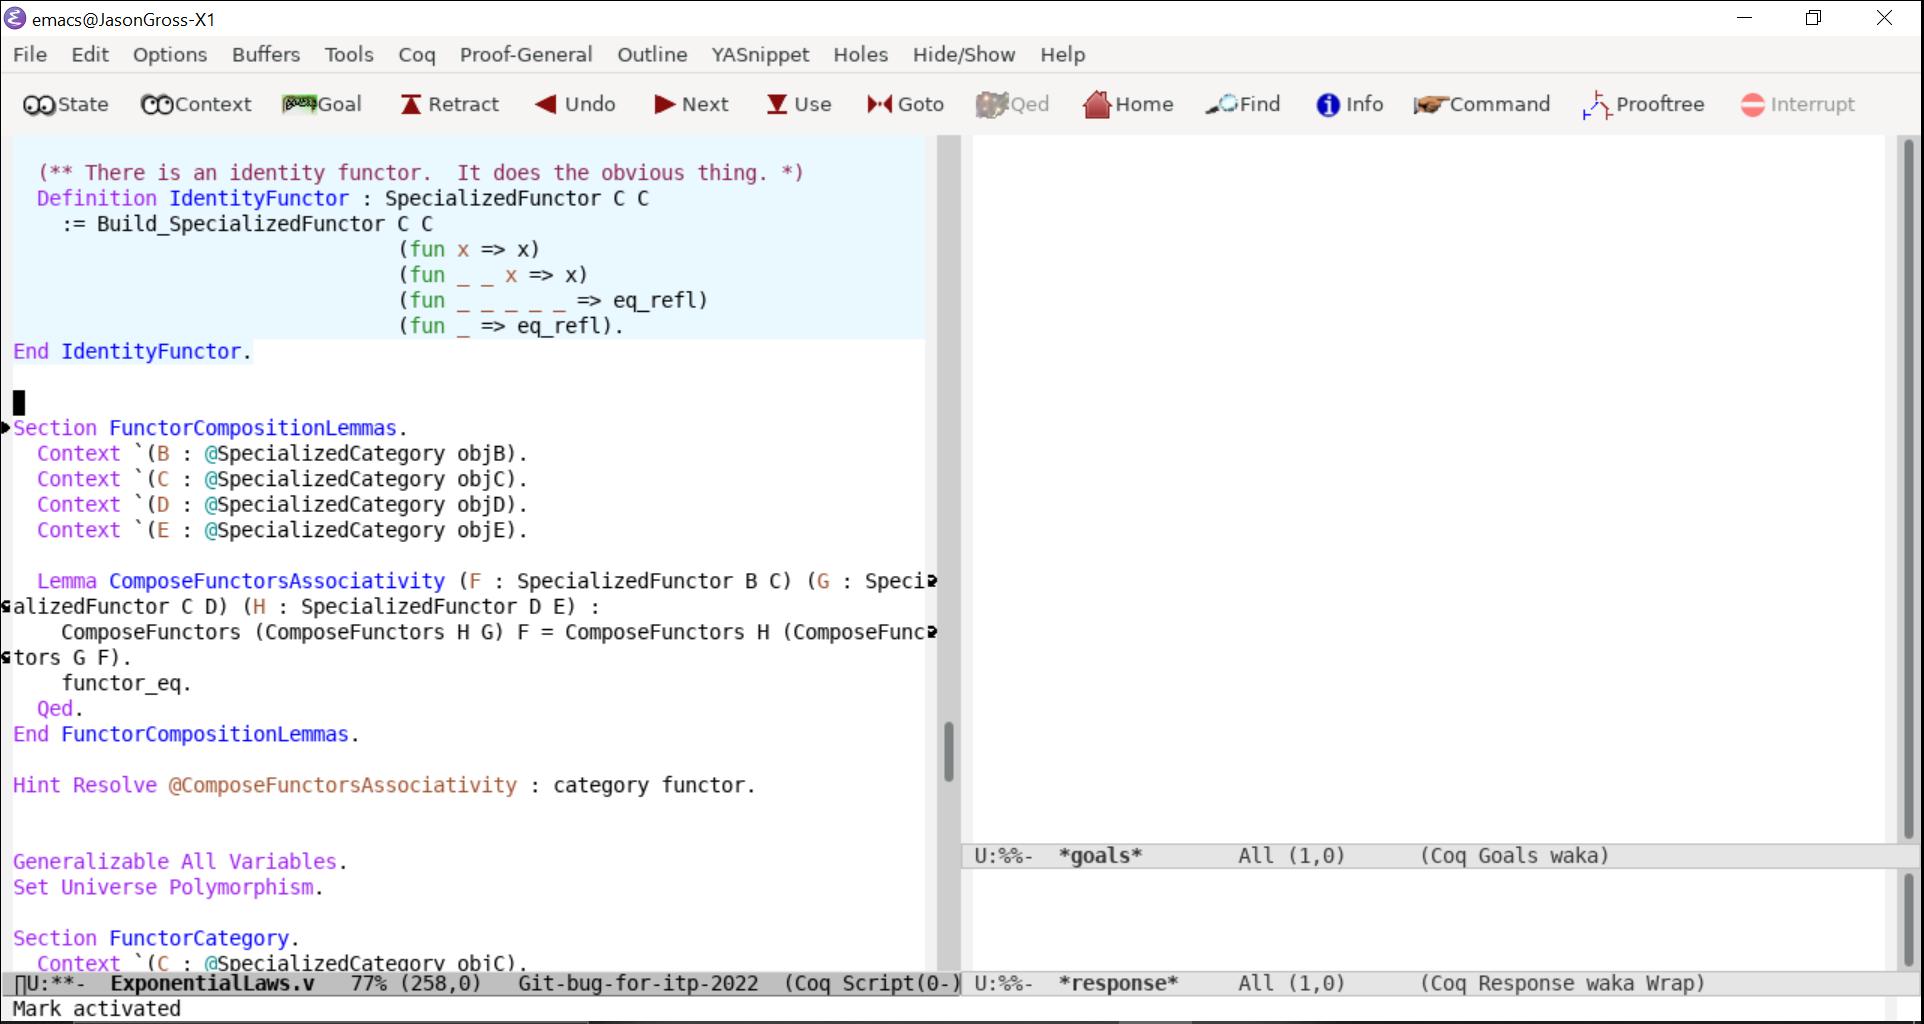 emacs@JasonGross-X1
File Edit Options Buffers Tools Coq Proof-General Outline YASnippet Holes Hide/Show Help
State Context Goal Retract Undo Next Use Goto Qed Home Find Info Command Prooftree Interrupt
(** There is an identity functor.  It does the obvious thing. *)
Definition IdentityFunctor : SpecializedFunctor C C
:= Build_SpecializedFunctor C C
(fun x => x)
(fun _ _ x => x)
(fun _ _ _ _ _ => eq_refl)
(fun _ => eq_refl).
End IdentityFunctor.
Section FunctorCompositionLemmas.
Context `(B : @SpecializedCategory objB).
Context `(C : @SpecializedCategory objC).
Context `(D : @SpecializedCategory objD).
Context `(E : @SpecializedCategory objE).
Lemma ComposeFunctorsAssociativity (F : SpecializedFunctor B C) (G : Speci
alizedFunctor C D) (H : SpecializedFunctor D E) :
ComposeFunctors (ComposeFunctors H G) F = ComposeFunctors H (ComposeFunc
tors G F).
functor_eq.
Qed.
End FunctorCompositionLemmas.
Hint Resolve @ComposeFunctorsAssociativity : category functor.
Generalizable All Variables.
Set Universe Polymorphism.
Section FunctorCategory.
Context `(C : @SpecializedCategory objC).
U:**-  ExponentialLaws.v   77% (258,0)   Git-bug-for-itp-2022  (Coq Script(0-)
U:%%-  *goals*        All (1,0)      (Coq Goals waka)
U:%%-  *response*     All (1,0)      (Coq Response waka Wrap)
Mark activated